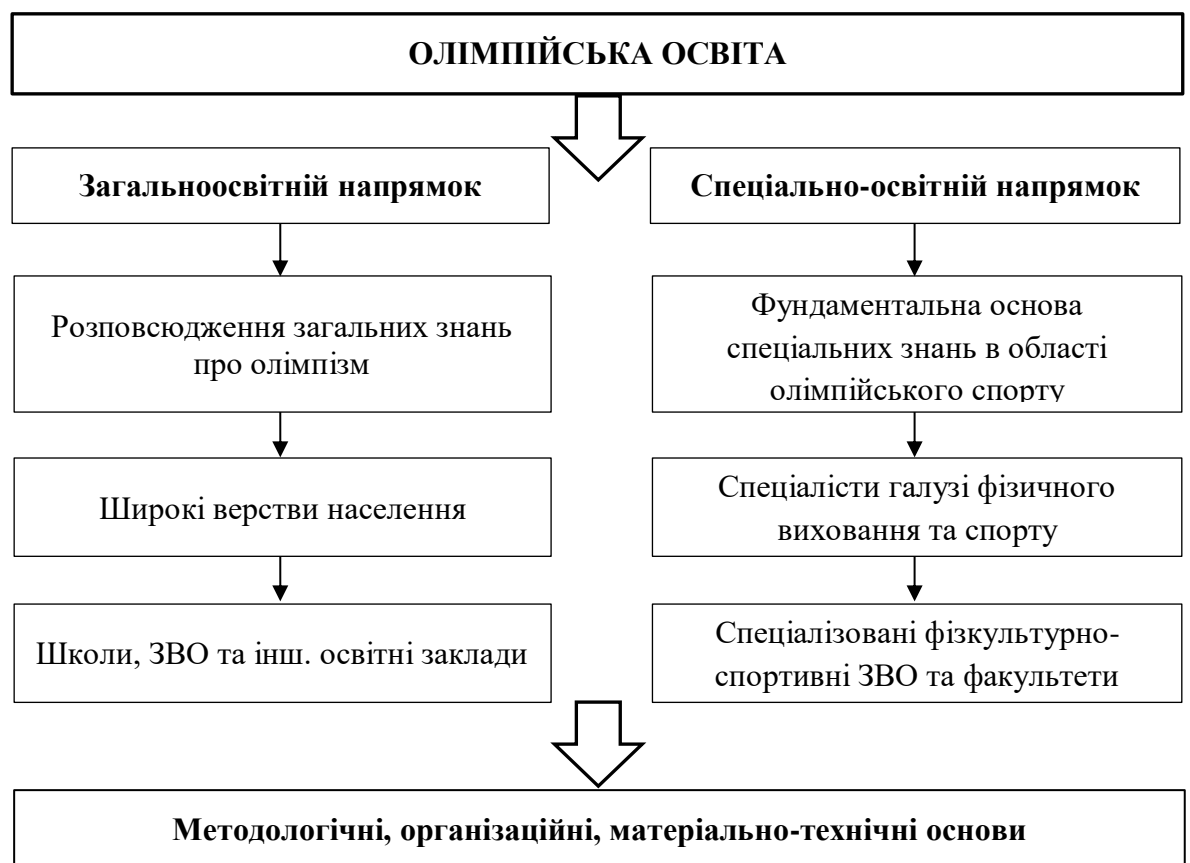 ОЛІМПІЙСЬКА ОСВІТА
Загальноосвітній напрямок
Спеціально-освітній напрямок
Розповсюдження загальних знань
про олімпізм
Фундаментальна основа
спеціальних знань в області
олімпійського спорту
Широкі верстви населення
Спеціалісти галузі фізичного
виховання та спорту
Школи, ЗВО та інш. освітні заклади
Спеціалізовані фізкультурно-
спортивні ЗВО та факультети
Методологічні, організаційні, матеріально-технічні основи